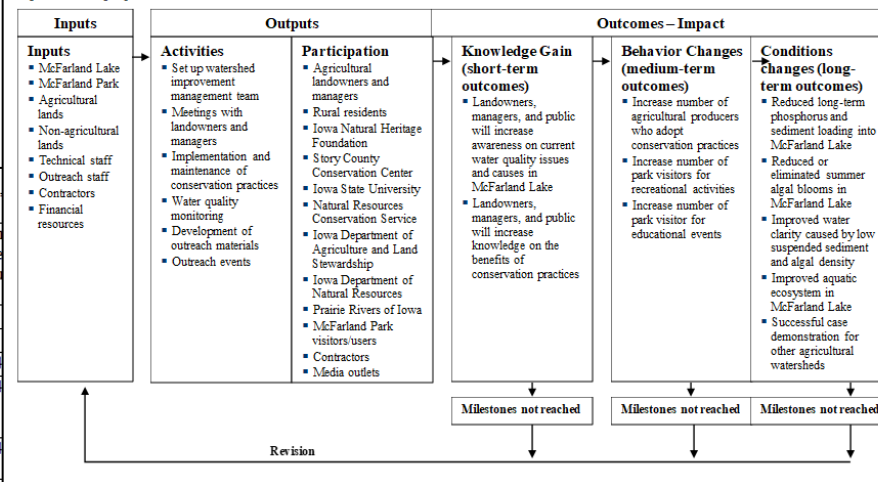 Inputs
Outputs
Outcomes – Impact
Inputs
▪ McFarland Lake
▪ McFarland Park
▪ Agricultural
lands
▪ Non-agricultural
lands
▪ Technical staff
▪ Outreach staff
▪ Contractors
▪ Financial
resources
Activities
▪ Set up watershed
improvement
management team
▪ Meetings with
landowners and
managers
▪ Implementation and
maintenance of
conservation practices
▪ Water quality
monitoring
▪ Development of
outreach materials
▪ Outreach events
Participation
▪ Agricultural
landowners and
managers
▪ Rural residents
▪ Iowa Natural Heritage
Foundation
▪ Story County
Conservation Center
▪ Iowa State University
▪ Natural Resources
Conservation Service
▪ Iowa Department of
Agriculture and Land
Stewardship
▪ Iowa Department of
Natural Resources
▪ Prairie Rivers of Iowa
▪ McFarland Park
visitors/users
▪ Contractors
▪ Media outlets
Knowledge Gain
(short-term
outcomes)
▪ Landowners,
managers, and public
will increase
awareness on current
water quality issues
and causes in
McFarland Lake
▪ Landowners,
managers, and public
will increase
knowledge on the
benefits of
conservation practices
Behavior Changes
(medium-term
outcomes)
▪ Increase number of
agricultural producers
who adopt
conservation practices
▪ Increase number of
park visitors for
recreational activities
▪ Increase number of
park visitor for
educational events
Conditions
changes (long-
term outcomes)
▪ Reduced long-term
phosphorus and
sediment loading into
McFarland Lake
▪ Reduced or
eliminated summer
algal blooms in
McFarland Lake
▪ Improved water
clarity caused by low
suspended sediment
and algal density
▪ Improved aquatic
ecosystem in
McFarland Lake
▪ Successful case
demonstration for
other agricultural
watersheds
Milestones not reached
Milestones not reached
Milestones not reached
Revision